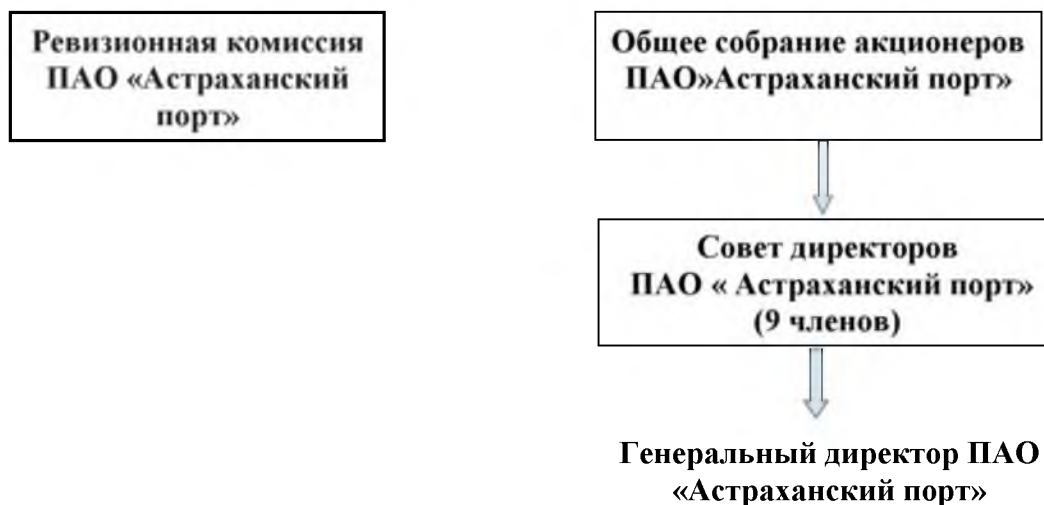 Ревизионная комиссия
ПАО «Астраханский
порт»
Общее собрание акционеров
ПАО»Астраханский порт»
Совет директоров
ПАО « Астраханский порт»
(9 членов)
Генеральный директор ПАО
«Астраханский порт»